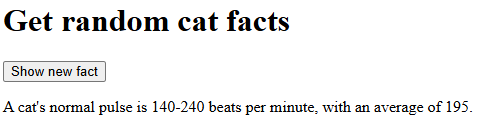 Get random cat facts
Show new fact
A cat's normal pulse is 140-240 beats per minute, with an average of 195.